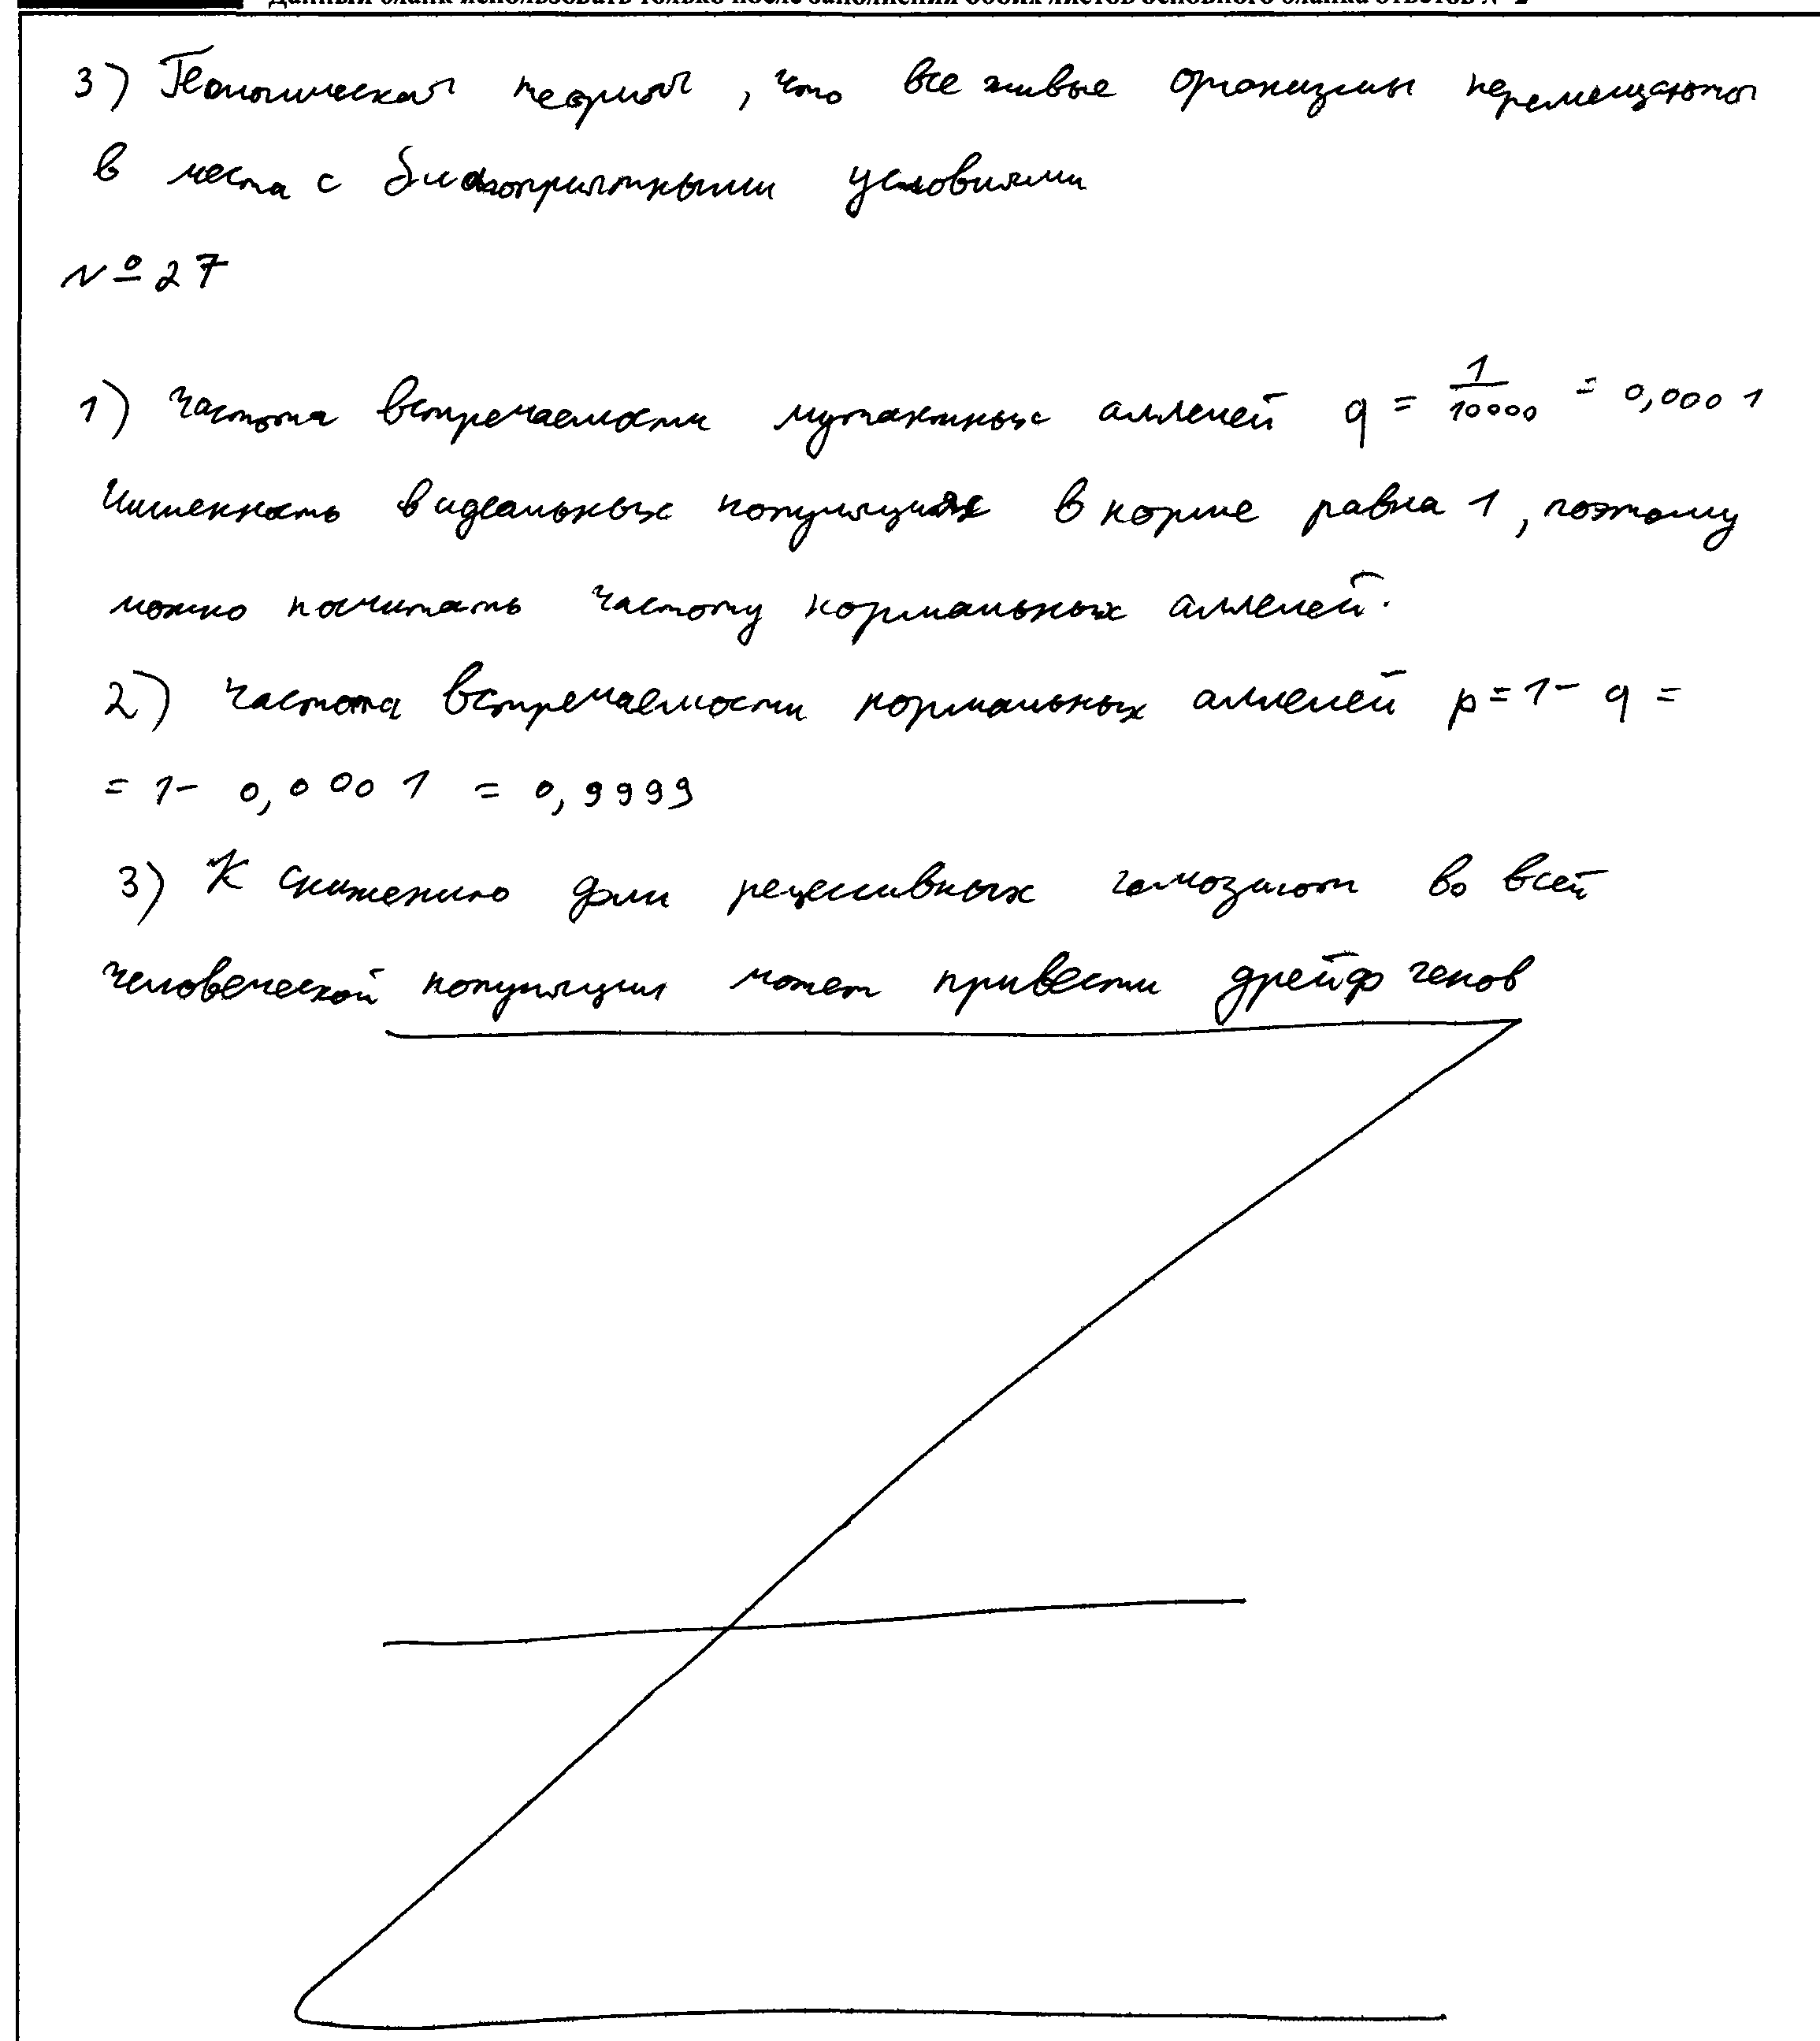 Данный бланк использовать только после заполнения обоих листов основного бланка ответов № 2
3) Геологическая теория, что все живые организмы перемещаются
в места с благоприятными условиями
№ 27
1) Частота встречаемости мутантных аллелей q = 1/10000 = 0,0001
Численность в идеальных популяциях в норме равна 1, поэтому
можно посчитать частоту нормальных аллелей.
2) Частота встречаемости нормальных аллелей p = 1 - q =
= 1 - 0,0001 = 0,9999
3) К снижению доли рецессивных гомозигот во всей
человеческой популяции может привести дрейф генов